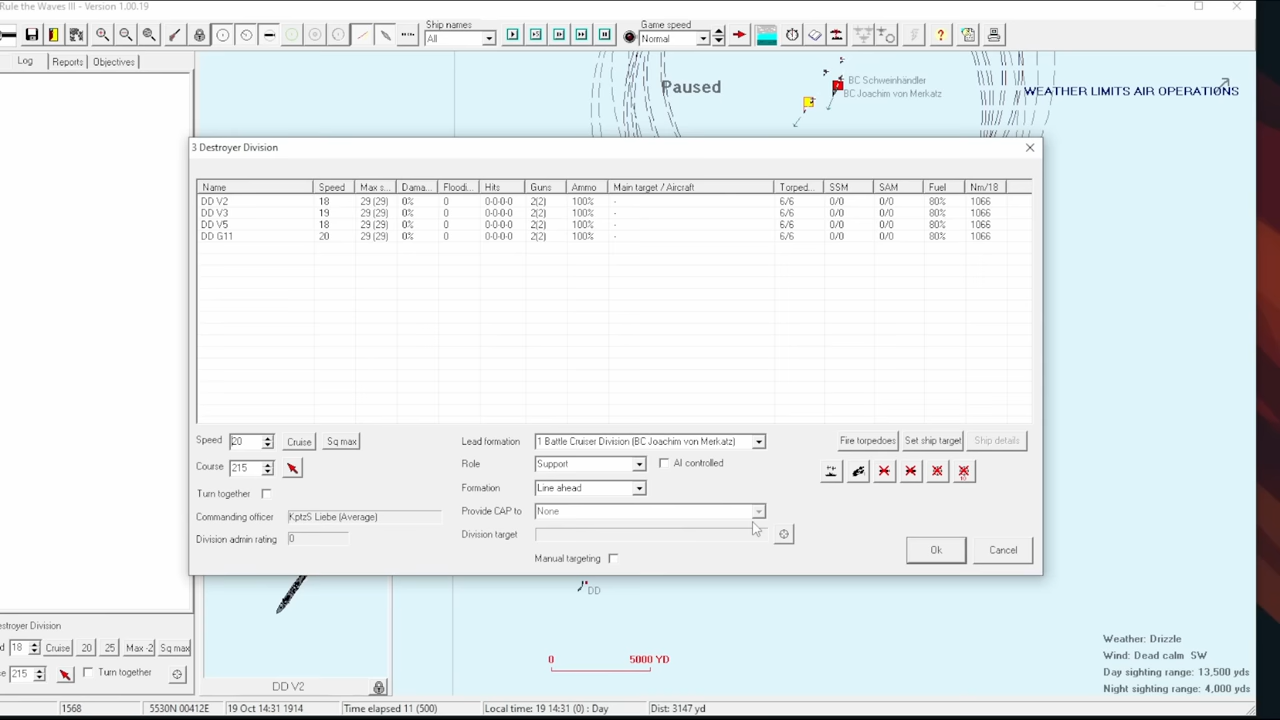 Rule the Waves III - Version 1.00.19
Ship names
All
Game speed
Normal
Log
Reports
Objectives
Paused
BC Schweinhändler
BC Joachim von Merkatz
WEATHER LIMITS AIR OPERATIONS
3 Destroyer Division
Name Speed Max s... Dama... Floodi... Hits Guns Ammo Main target / Aircraft Torped... SSM SAM Fuel Nm/18
DD V2 18 29 (29) 0% 0 0-0-0-0 2(2) 100% - 6/6 0/0 0/0 80% 1066
DD V3 19 29 (29) 0% 0 0-0-0-0 2(2) 100% - 6/6 0/0 0/0 80% 1066
DD V5 18 29 (29) 0% 0 0-0-0-0 2(2) 100% - 6/6 0/0 0/0 80% 1066
DD G11 20 29 (29) 0% 0 0-0-0-0 2(2) 100% - 6/6 0/0 0/0 80% 1066
Speed 20 Cruise Sq max
Course 215
Turn together
Commanding officer KptzS Liebe (Average)
Division admin rating 0
Lead formation 1 Battle Cruiser Division (BC Joachim von Merkatz)
Role Support AI controlled
Formation Line ahead
Provide CAP to None
Division target
Manual targeting
Fire torpedoes Set ship target Ship details
Ok Cancel
DD
0 5000 YD
Weather: Drizzle
Wind: Dead calm SW
Day sighting range: 13,500 yds
Night sighting range: 4,000 yds
estroyer Division
d 18 Cruise 20 25 Max -2 Sq max
e 215 Turn together
DD V2
1568 5530N 00412E 19 Oct 14:31 1914 Time elapsed 11 (500) Local time: 19 14:31 (0) : Day Dist: 3147 yd